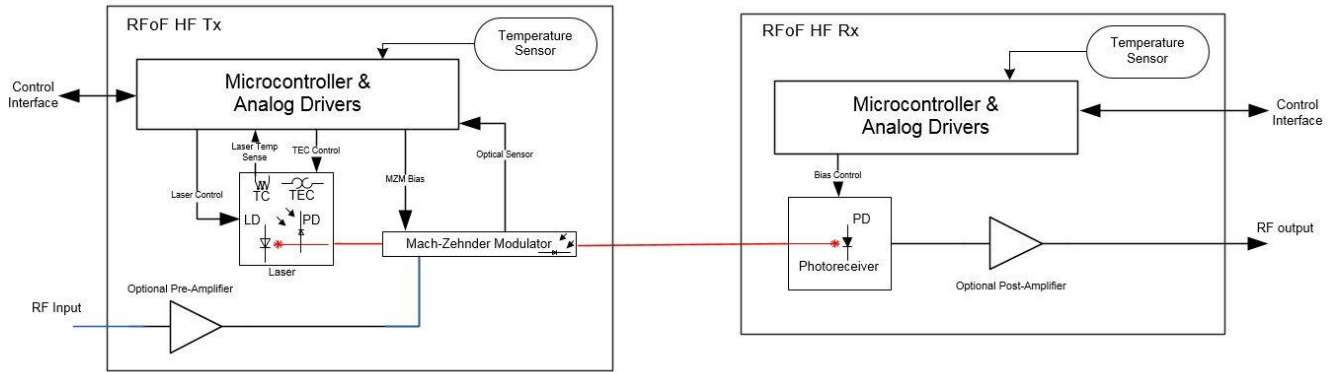 RFoF HF Tx
Temperature
Sensor
Microcontroller &
Analog Drivers
Control
Interface
Laser Temp
Sense
TEC Control
Optical Sensor
Laser Control
MZM Bias
TC
TEC
LD
PD
Laser
Mach-Zehnder Modulator
Optional Pre-Amplifier
RF Input
RFoF HF Rx
Temperature
Sensor
Microcontroller &
Analog Drivers
Control
Interface
Bias Control
PD
Photoreceiver
Optional Post-Amplifier
RF output